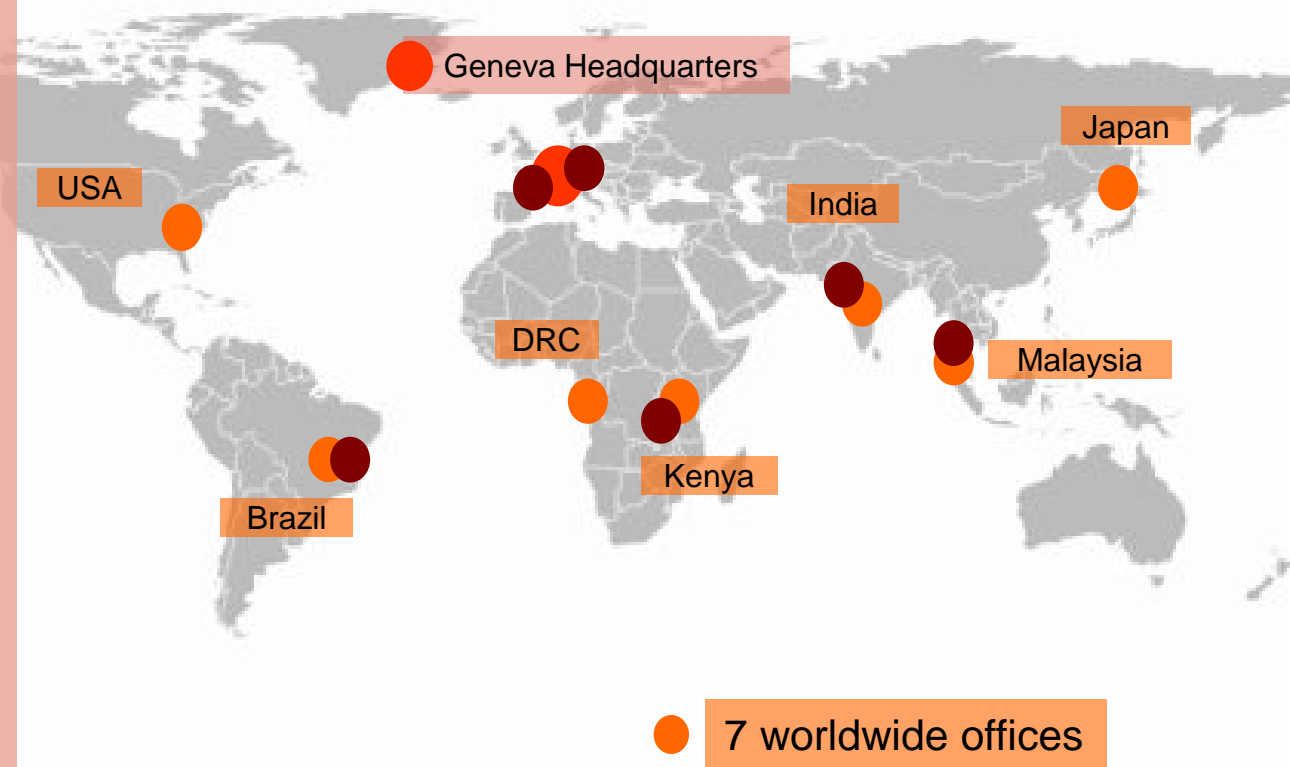 Geneva Headquarters
Japan
USA
India
DRC
Malaysia
Kenya
Brazil
7 worldwide offices